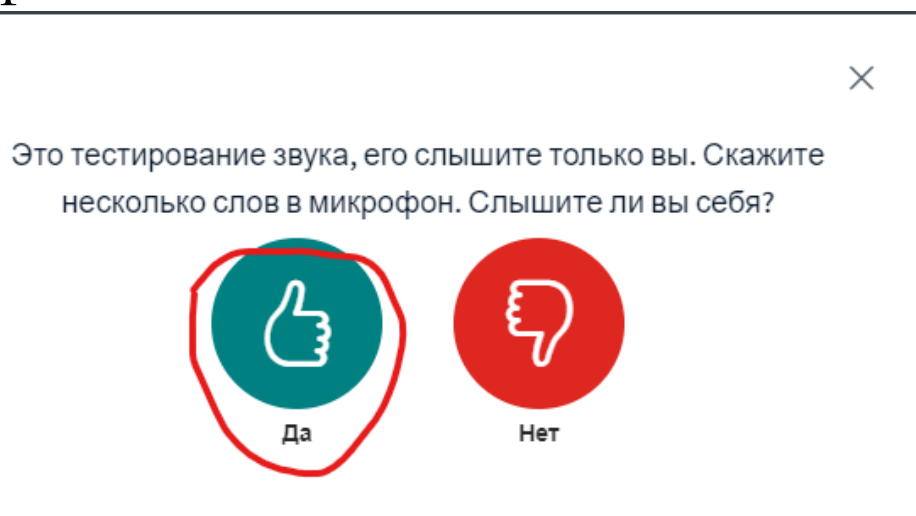 Это тестирование звука, его слышите только вы. Скажите
несколько слов в микрофон. Слышите ли вы себя?
Да
Нет